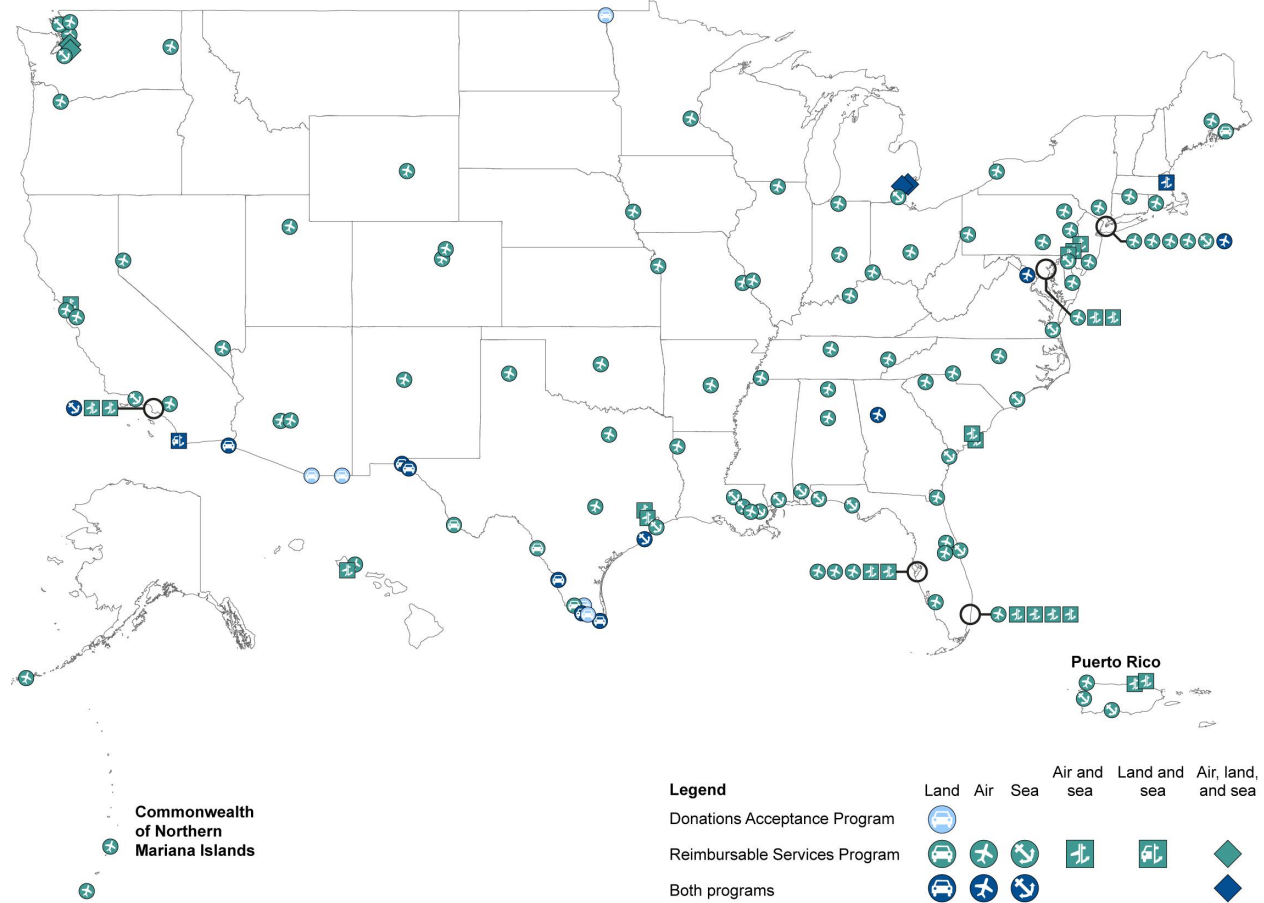 Puerto Rico
Commonwealth
of Northern
Mariana Islands
Legend
Land
Air
Sea
Air and
sea
Land and
sea
Air, land,
and sea
Donations Acceptance Program
Reimbursable Services Program
Both programs